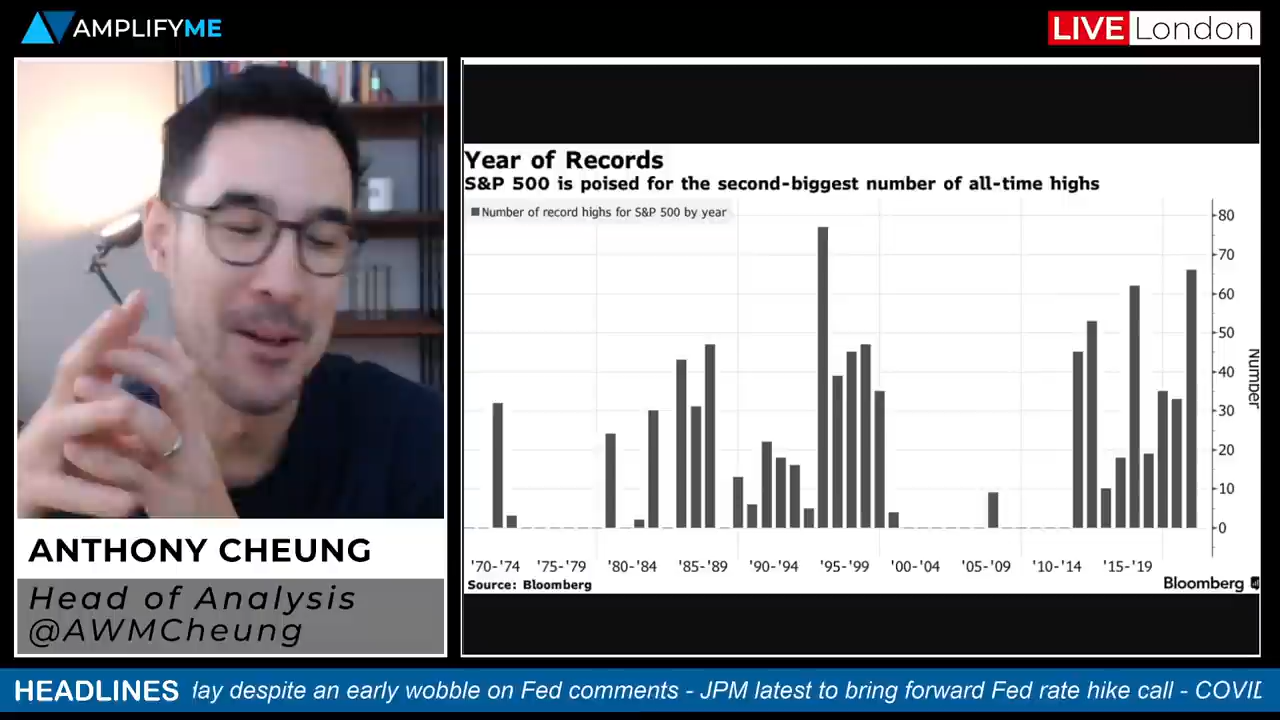 AMPLIFYME
LIVE London
Year of Records
S&P 500 is poised for the second-biggest number of all-time highs
Number of record highs for S&P 500 by year
80
70
60
50
40
30
20
10
0
Number
'70-'74 '75-'79 '80-'84 '85-'89 '90-'94 '95-'99 '00-'04 '05-'09 '10-'14 '15-'19
Source: Bloomberg
Bloomberg
ANTHONY CHEUNG
Head of Analysis
@AWMCheung
HEADLINES lay despite an early wobble on Fed comments - JPM latest to bring forward Fed rate hike call - COVID